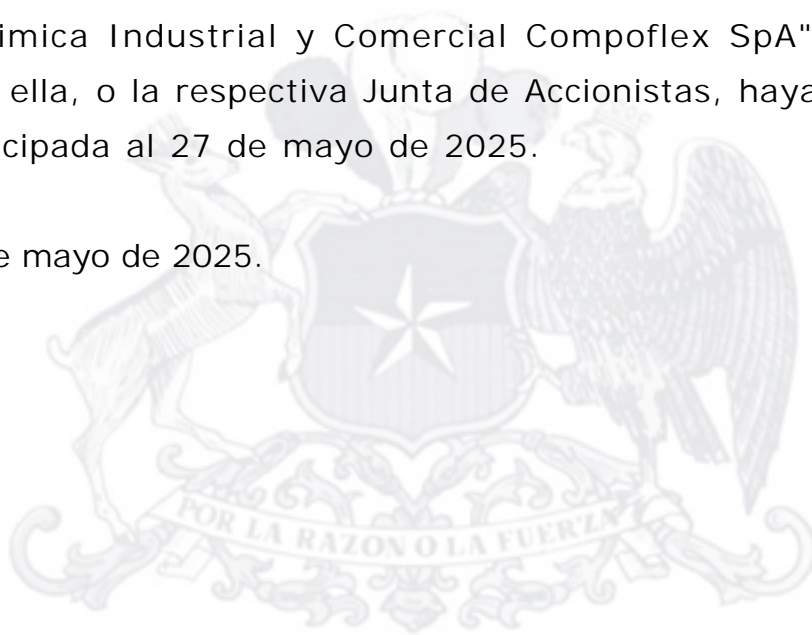 imica Industrial y Comercial Compoflex SpA"
ella, o la respectiva Junta de Accionistas, haya
cipada al 27 de mayo de 2025.
e mayo de 2025.
POR LA RAZON O LA FUERZA